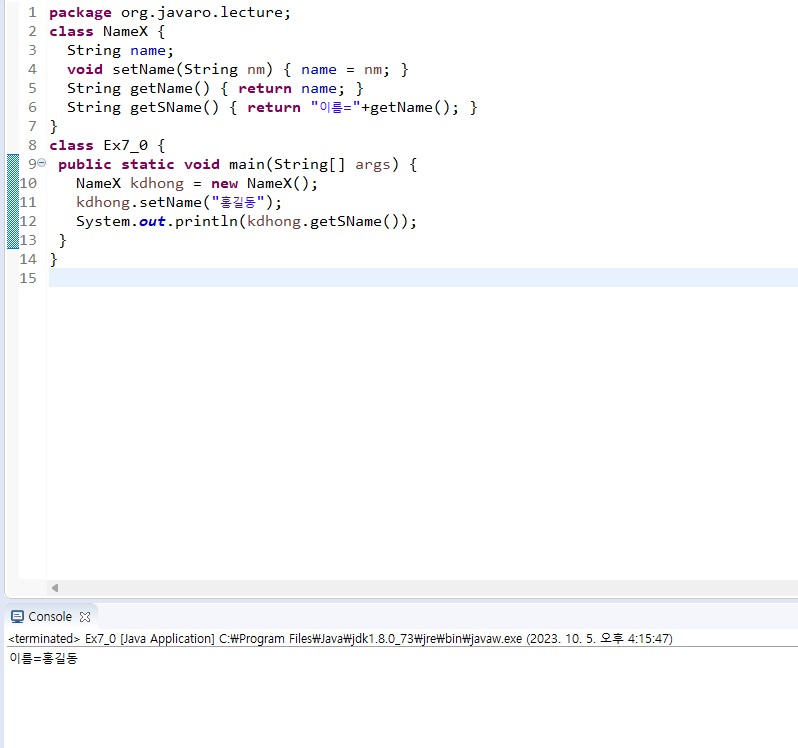 1 package org.javaro.lecture;
2 class NameX {
3   String name;
4   void setName(String nm) { name = nm; }
5   String getName() { return name; }
6   String getSName() { return "이름="+getName(); }
7 }
8 class Ex7_0 {
9  public static void main(String[] args) {
10    NameX kdhong = new NameX();
11    kdhong.setName("홍길동");
12    System.out.println(kdhong.getSName());
13  }
14 }
15
Console
<terminated> Ex7_0 [Java Application] C:₩Program Files₩Java₩jdk1.8.0_73₩jre₩bin₩javaw.exe (2023. 10. 5. 오후 4:15:47)
이름=홍길동